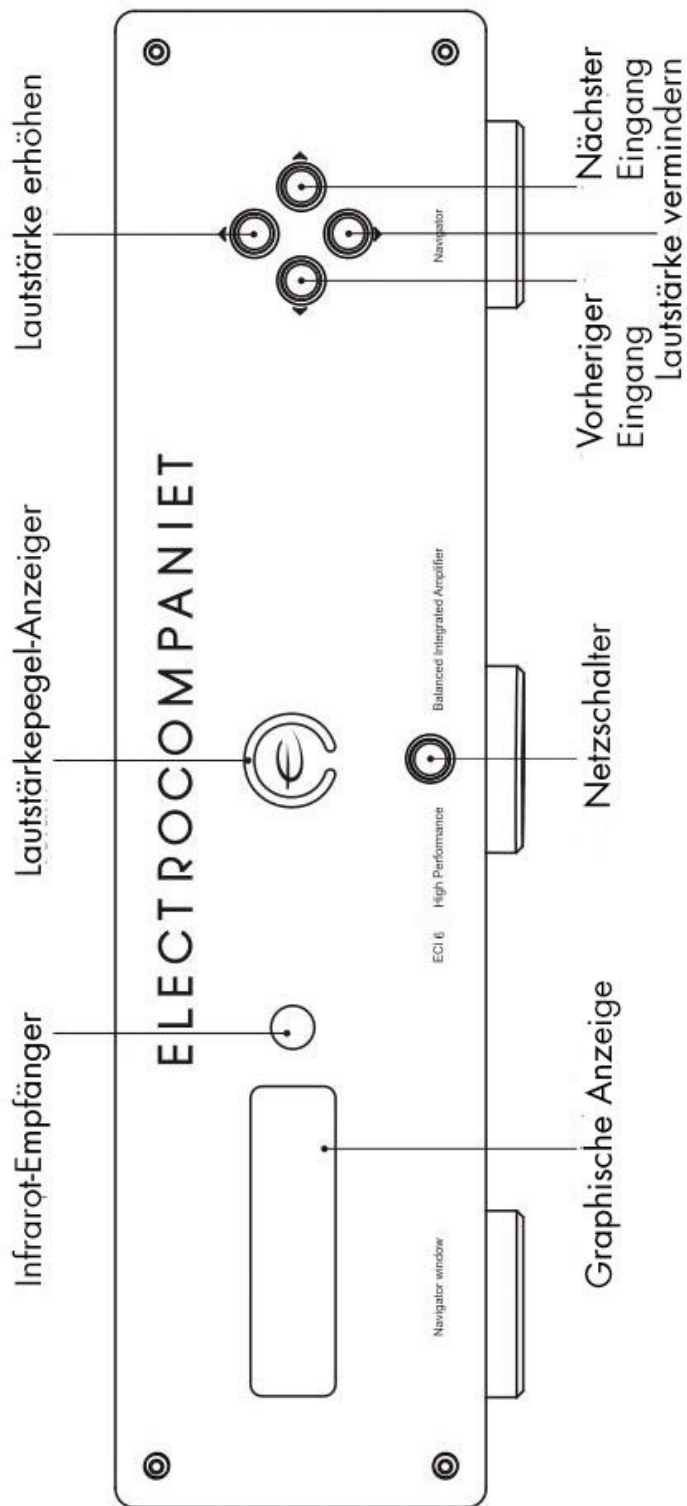 Infrarot-Empfänger
Lautstärkepegel-Anzeiger
Lautstärke erhöhen
ELECTROCOMPANIET
Navigator window
ECI 6
High Performance
Balanced Integrated Amplifier
Navigator
Graphische Anzeige
Netzschalter
Vorheriger
Eingang
Nächster
Eingang
Lautstärke vermindern